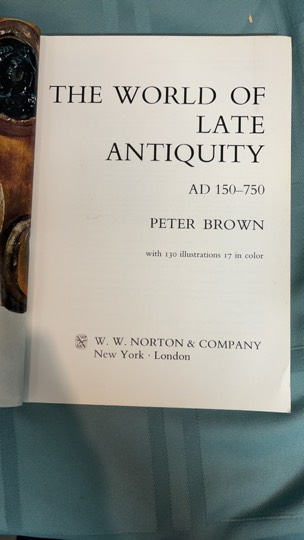 THE WORLD OF
LATE
ANTIQUITY
AD 150–750
PETER BROWN
with 130 illustrations 17 in color
W. W. NORTON & COMPANY
New York · London